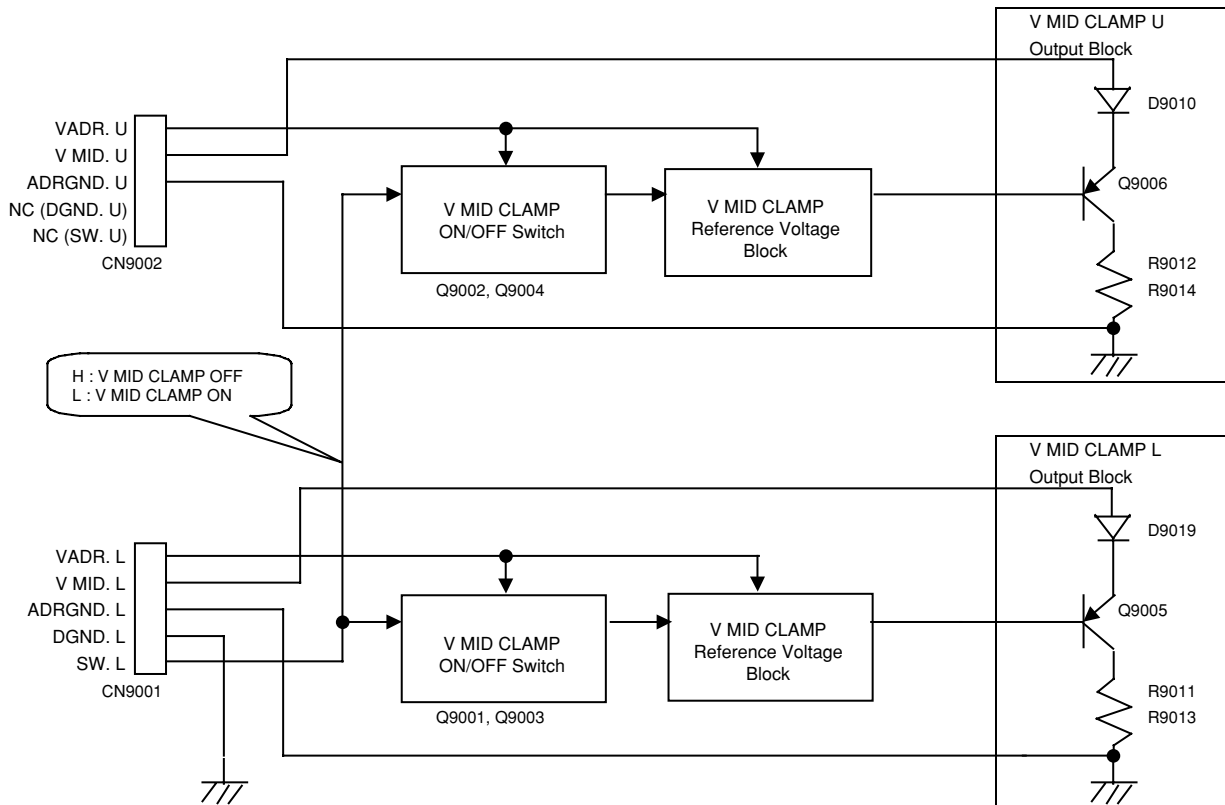 V MID CLAMP U
Output Block
D9010
VADR. U
V MID. U
ADRGND. U
NC (DGND. U)
NC (SW. U)
CN9002
V MID CLAMP
ON/OFF Switch
Q9002, Q9004
V MID CLAMP
Reference Voltage
Block
Q9006
R9012
R9014
H : V MID CLAMP OFF
L : V MID CLAMP ON
V MID CLAMP L
Output Block
D9019
VADR. L
V MID. L
ADRGND. L
DGND. L
SW. L
CN9001
V MID CLAMP
ON/OFF Switch
Q9001, Q9003
V MID CLAMP
Reference Voltage
Block
Q9005
R9011
R9013